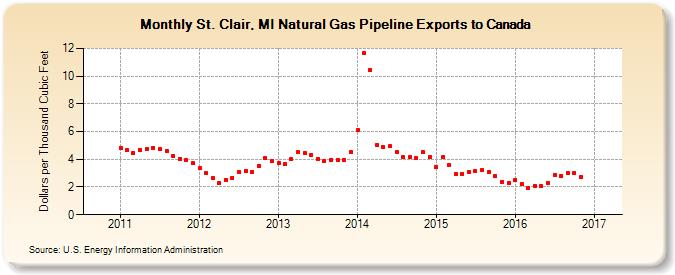 Monthly St. Clair, MI Natural Gas Pipeline Exports to Canada
Dollars per Thousand Cubic Feet
12
10
8
6
4
2
0
2011 2012 2013 2014 2015 2016 2017
Source: U.S. Energy Information Administration